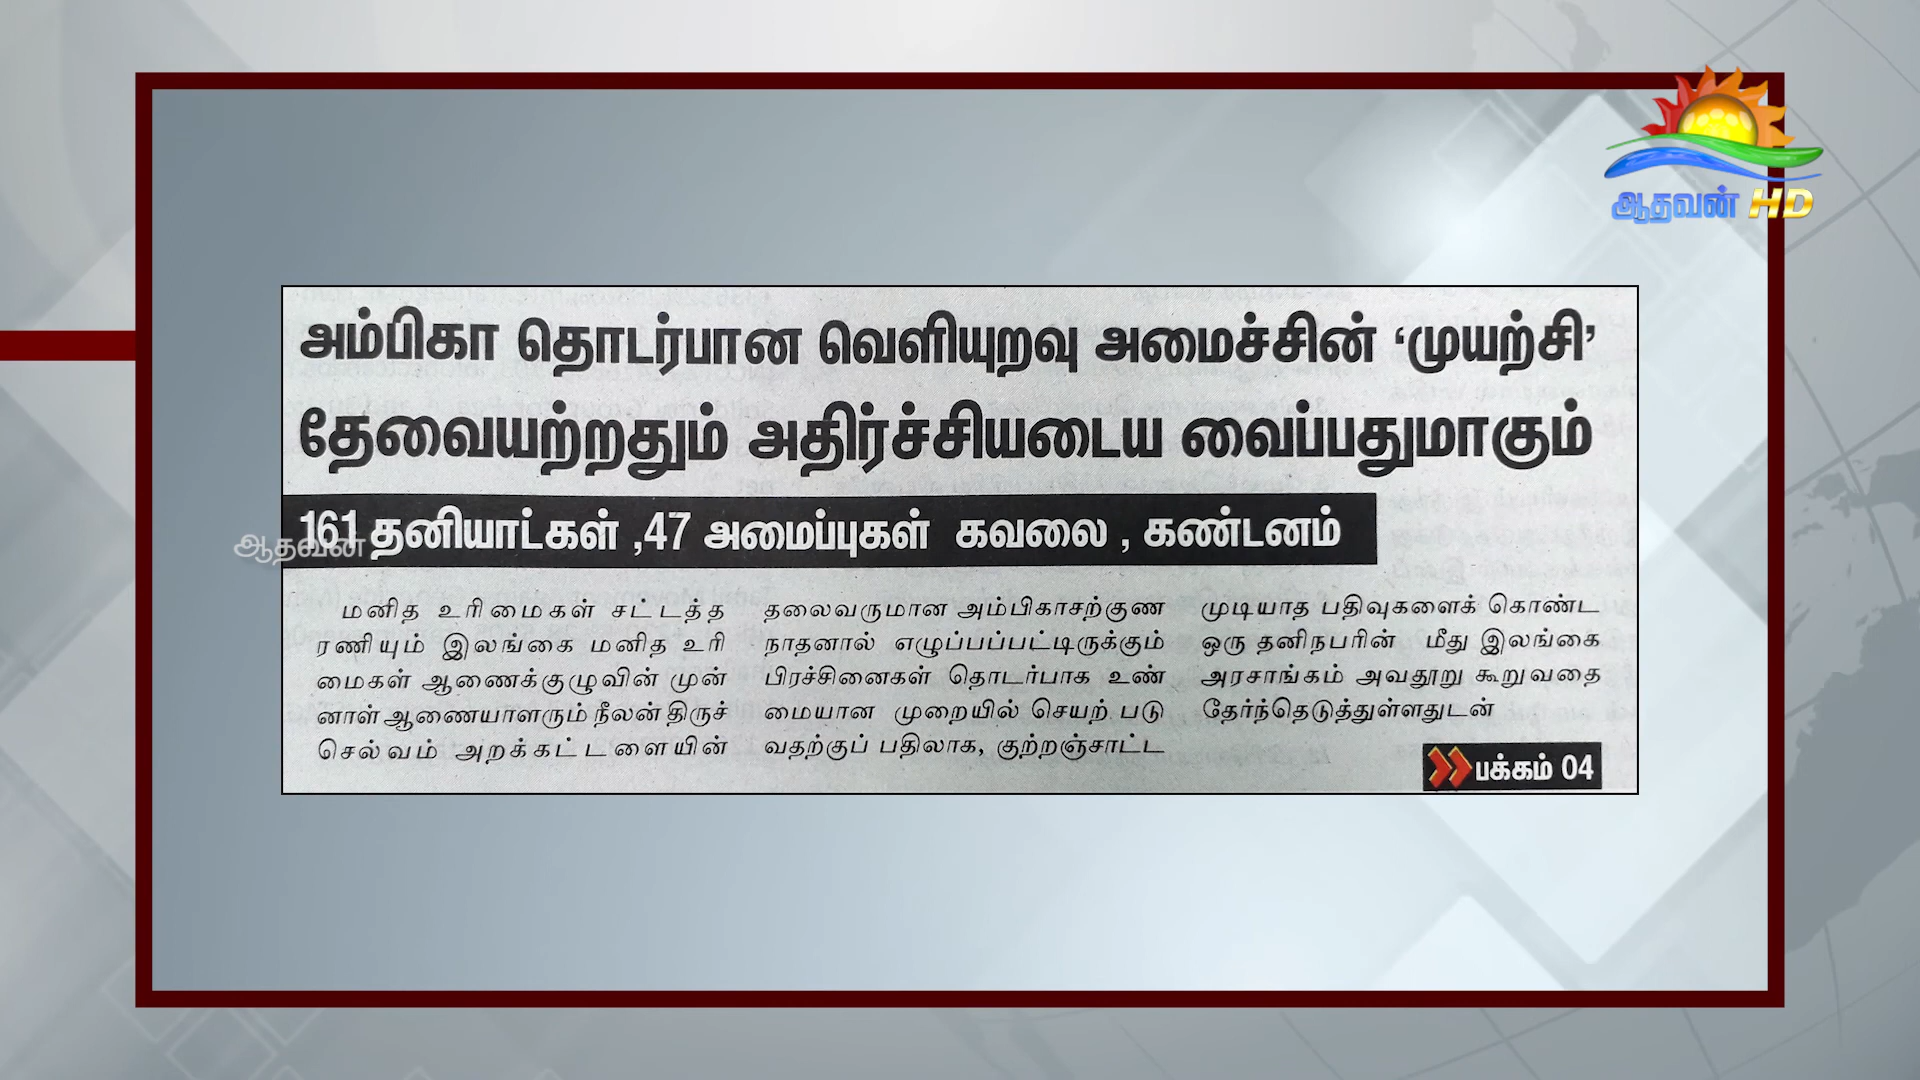 ஆதவன் HD
அம்பிகா தொடர்பான வெளியுறவு அமைச்சின் ‘முயற்சி’
தேவையற்றதும் அதிர்ச்சியடைய வைப்பதுமாகும்
161 தனியாட்கள் ,47 அமைப்புகள் கவலை , கண்டனம்
ஆதவன்
மனித உரிமைகள் சட்டத்த
ரணியும் இலங்கை மனித உரி
மைகள் ஆணைக்குழுவின் முன்
னாள் ஆணையாளரும் நீலன் திருச்
செல்வம் அறக்கட்டளையின்
தலைவருமான அம்பிகாசற்குண
நாதனால் எழுப்பப்பட்டிருக்கும்
பிரச்சினைகள் தொடர்பாக உண்
மையான முறையில் செயற் படு
வதற்குப் பதிலாக, குற்றஞ்சாட்ட
முடியாத பதிவுகளைக் கொண்ட
ஒரு தனிநபரின் மீது இலங்கை
அரசாங்கம் அவதூறு கூறுவதை
தேர்ந்தெடுத்துள்ளதுடன்
பக்கம் 04